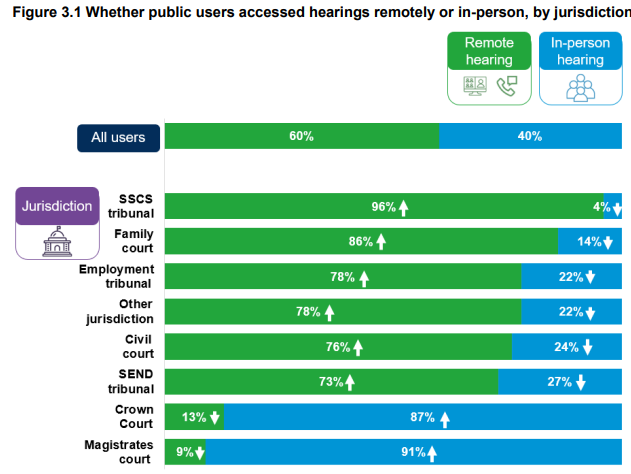 Figure 3.1 Whether public users accessed hearings remotely or in-person, by jurisdiction
Remote
hearing
In-person
hearing
All users
60%
40%
Jurisdiction
SSCS
tribunal
96%
4%
Family
court
86%
14%
Employment
tribunal
78%
22%
Other
jurisdiction
78%
22%
Civil
court
76%
24%
SEND
tribunal
73%
27%
Crown
Court
13%
87%
Magistrates
court
9%
91%